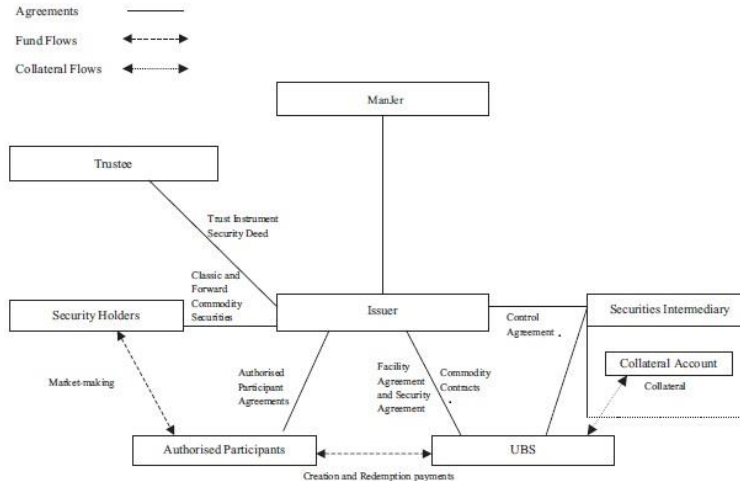 Agreements
Fund Flows
Collateral Flows
ManJer
Trustee
Trust Instrument
Security Deed
Classic and
Forward
Commodity
Securities
Security Holders
Issuer
Securities Intermediary
Control
Agreement
Collateral Account
Collateral
Market-making
Authorised
Participant
Agreements
Facility
Agreement
and Security
Agreement
Commodity
Contracts
Authorised Participants
UBS
Creation and Redemption payments